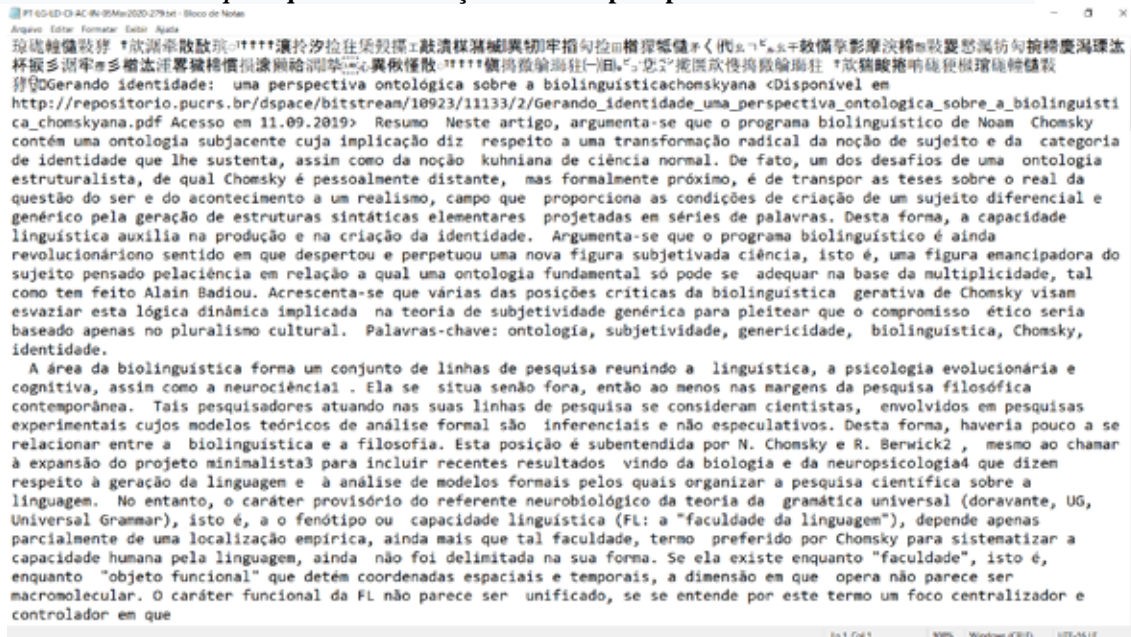 PT-LG-LD-CI-AC-IN-05Mar2020-279.txt - Bloco de Notas
Arquivo Editar Formatar Exibir Ajuda
Gerando identidade: uma perspectiva ontológica sobre a biolinguísticachomskyana <Disponível em
http://repositorio.pucrs.br/dspace/bitstream/10923/11133/2/Gerando_identidade_uma_perspectiva_ontologica_sobre_a_biolinguisti
ca_chomskyana.pdf Acesso em 11.09.2019> Resumo Neste artigo, argumenta-se que o programa biolinguístico de Noam Chomsky
contém uma ontologia subjacente cuja implicação diz respeito a uma transformação radical da noção de sujeito e da categoria
de identidade que lhe sustenta, assim como da noção kuhniana de ciência normal. De fato, um dos desafios de uma ontologia
estruturalista, de qual Chomsky é pessoalmente distante, mas formalmente próximo, é de transpor as teses sobre o real da
questão do ser e do acontecimento a um realismo, campo que proporciona as condições de criação de um sujeito diferencial e
genérico pela geração de estruturas sintáticas elementares projetadas em séries de palavras. Desta forma, a capacidade
linguística auxilia na produção e na criação da identidade. Argumenta-se que o programa biolinguístico é ainda
revolucionáriono sentido em que despertou e perpetuou uma nova figura subjetivada ciência, isto é, uma figura emancipadora do
sujeito pensado pelaciência em relação a qual uma ontologia fundamental só pode se adequar na base da multiplicidade, tal
como tem feito Alain Badiou. Acrescenta-se que várias das posições críticas da biolinguística gerativa de Chomsky visam
esvaziar esta lógica dinâmica implicada na teoria de subjetividade genérica para pleitear que o compromisso ético seria
baseado apenas no pluralismo cultural. Palavras-chave: ontologia, subjetividade, genericidade, biolinguística, Chomsky,
identidade.
A área da biolinguística forma um conjunto de linhas de pesquisa reunindo a linguística, a psicologia evolucionária e
cognitiva, assim como a neurociência1 . Ela se situa senão fora, então ao menos nas margens da pesquisa filosófica
contemporânea. Tais pesquisadores atuando nas suas linhas de pesquisa se consideram cientistas, envolvidos em pesquisas
experimentais cujos modelos teóricos de análise formal são inferenciais e não especulativos. Desta forma, haveria pouco a se
relacionar entre a biolinguística e a filosofia. Esta posição é subentendida por N. Chomsky e R. Berwick2 , mesmo ao chamar
à expansão do projeto minimalista3 para incluir recentes resultados vindo da biologia e da neuropsicologia4 que dizem
respeito à geração da linguagem e à análise de modelos formais pelos quais organizar a pesquisa científica sobre a
linguagem. No entanto, o caráter provisório do referente neurobiológico da teoria da gramática universal (doravante, UG,
Universal Grammar), isto é, a o fenótipo ou capacidade linguística (FL: a "faculdade da linguagem"), depende apenas
parcialmente de uma localização empírica, ainda mais que tal faculdade, termo preferido por Chomsky para sistematizar a
capacidade humana pela linguagem, ainda não foi delimitada na sua forma. Se ela existe enquanto "faculdade", isto é,
enquanto "objeto funcional" que detém coordenadas espaciais e temporais, a dimensão em que opera não parece ser
macromolecular. O caráter funcional da FL não parece ser unificado, se se entende por este termo um foco centralizador e
controlador em que
Windows (CRLF) UTF-16 LE